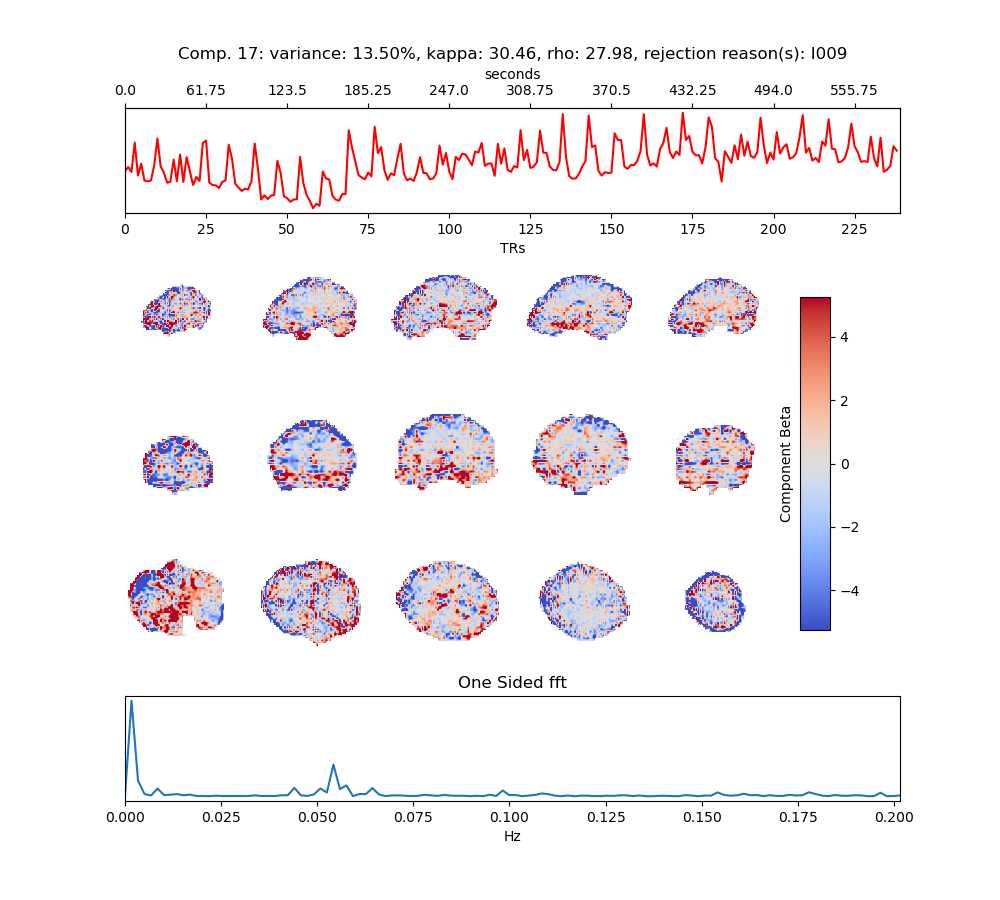 Comp. 17: variance: 13.50%, kappa: 30.46, rho: 27.98, rejection reason(s): I009
seconds
0.0 61.75 123.5 185.25 247.0 308.75 370.5 432.25 494.0 555.75
0 25 50 75 100 125 150 175 200 225
TRs
4
2
0
−2
−4
Component Beta
One Sided fft
0.000 0.025 0.050 0.075 0.100 0.125 0.150 0.175 0.200
Hz